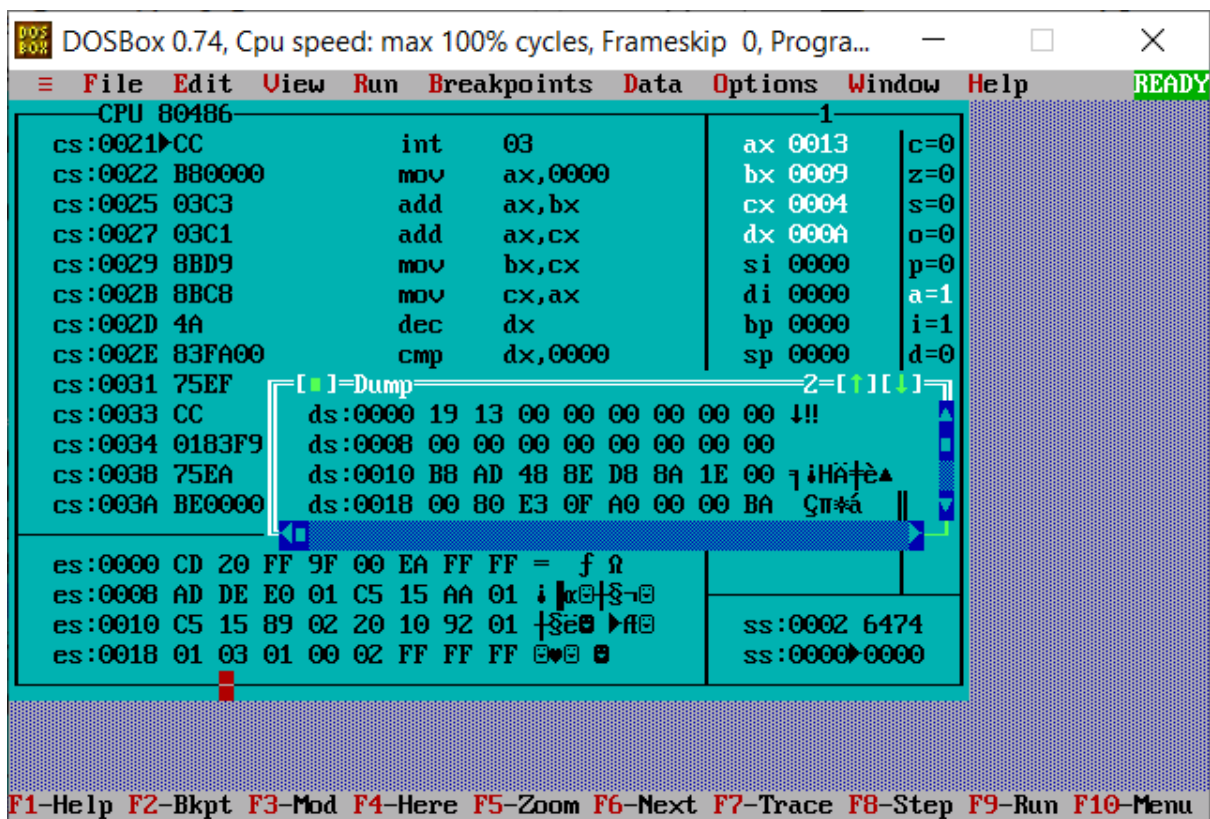 DOS BOX DOSBox 0.74, Cpu speed: max 100% cycles, Frameskip 0, Progra...
≡ File Edit View Run Breakpoints Data Options Window Help READY
CPU 80486 1
cs:0021►CC int 03 ax 0013 c=0
cs:0022 B80000 mov ax,0000 bx 0009 z=0
cs:0025 03C3 add ax,bx cx 0004 s=0
cs:0027 03C1 add ax,cx dx 000A o=0
cs:0029 8BD9 mov bx,cx si 0000 p=0
cs:002B 8BC8 mov cx,ax di 0000 a=1
cs:002D 4A dec dx bp 0000 i=1
cs:002E 83FA00 cmp dx,0000 sp 0000 d=0
cs:0031 75EF [■]=Dump 2=[↑][↓]
cs:0033 CC ds:0000 19 13 00 00 00 00 00 00 ↓‼
cs:0034 0183F9 ds:0008 00 00 00 00 00 00 00 00
cs:0038 75EA ds:0010 B8 AD 48 8E D8 8A 1E 00 ╕¡HÄ╪è▲
cs:003A BE0000 ds:0018 00 80 E3 0F A0 00 00 BA Çπ☼á ║
es:0000 CD 20 FF 9F 00 EA FF FF = ƒ Ω
es:0008 AD DE E0 01 C5 15 AA 01 ¡▐α☺┼§¬☺
es:0010 C5 15 89 02 20 10 92 01 ┼§ë☻ ►Æ☺ ss:0002 6474
es:0018 01 03 01 00 02 FF FF FF ☺♥☺ ☻ ss:0000►0000
F1-Help F2-Bkpt F3-Mod F4-Here F5-Zoom F6-Next F7-Trace F8-Step F9-Run F10-Menu